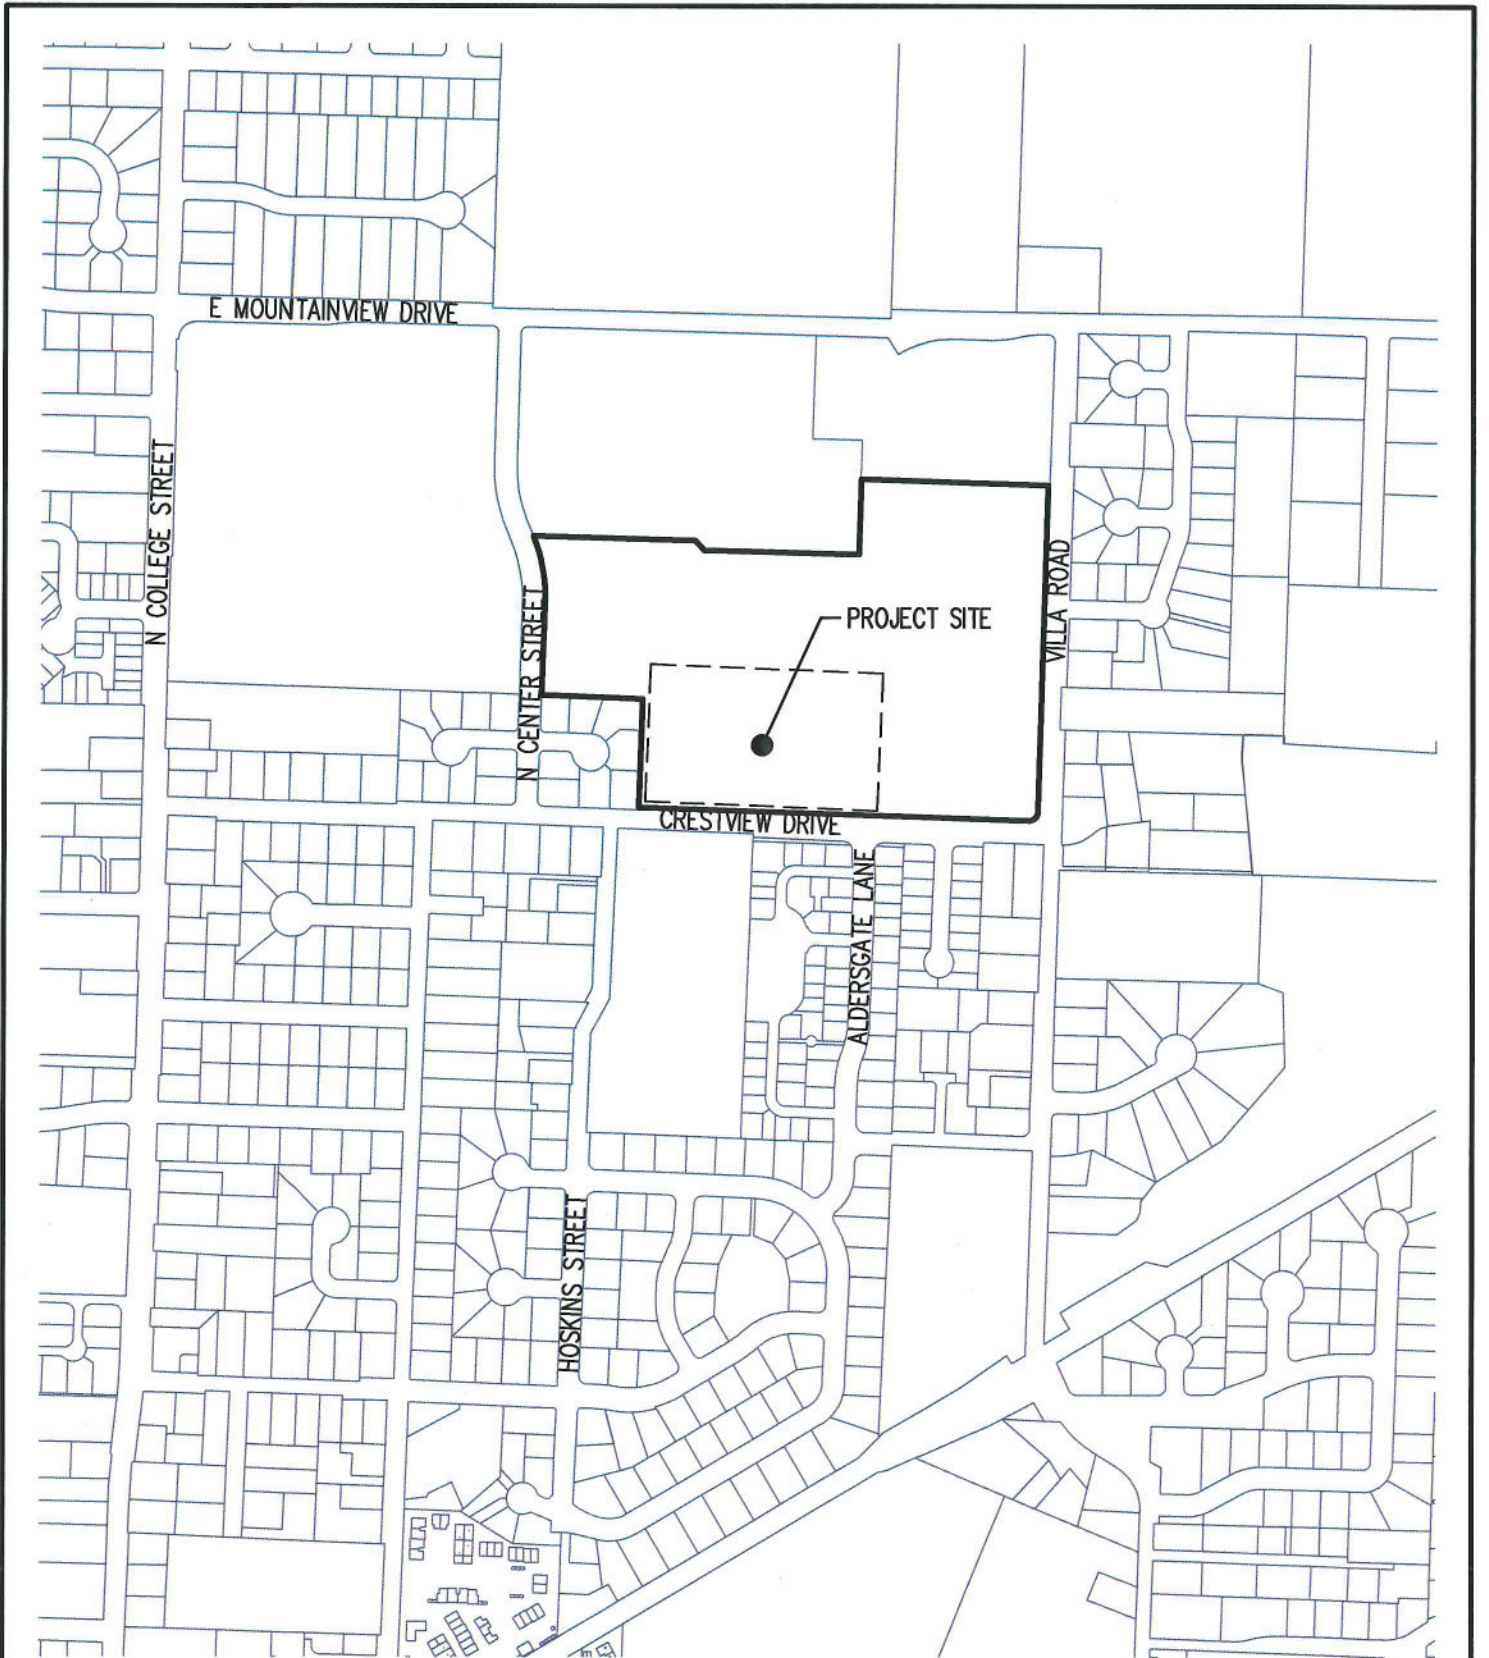 E MOUNTAINVIEW DRIVE
N COLLEGE STREET
N CENTER STREET
VILLA ROAD
PROJECT SITE
CRESTVIEW DRIVE
ALDERSGATE LANE
HOSKINS STREET